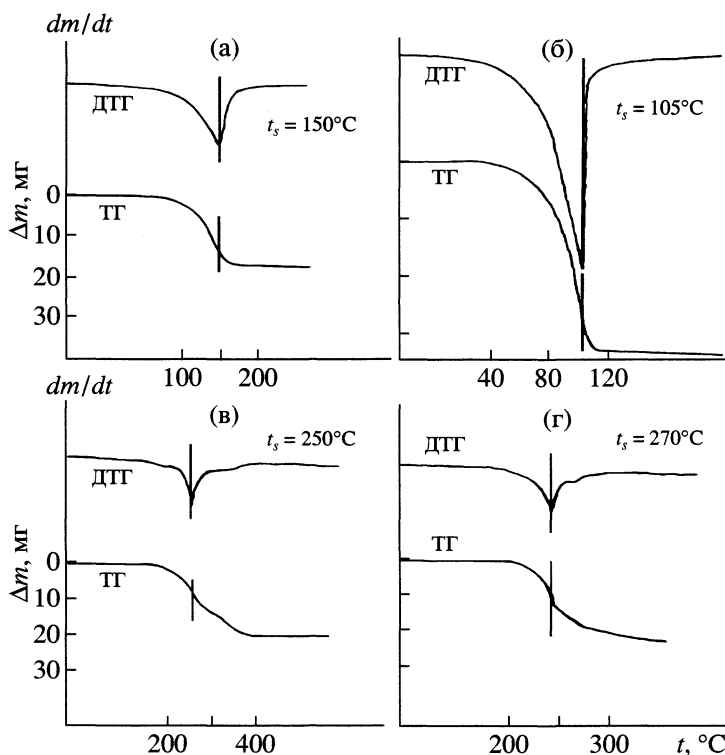 dm/dt
(а)
ДТГ
t_s = 150°C
Δm, мг
0
ТГ
10
20
30
100 200
(б)
ДТГ
t_s = 105°C
ТГ
40 80 120
dm/dt
(в)
t_s = 250°C
ДТГ
Δm, мг
0
ТГ
10
20
30
200 400
(г)
ДТГ
t_s = 270°C
ТГ
200 300
t, °C